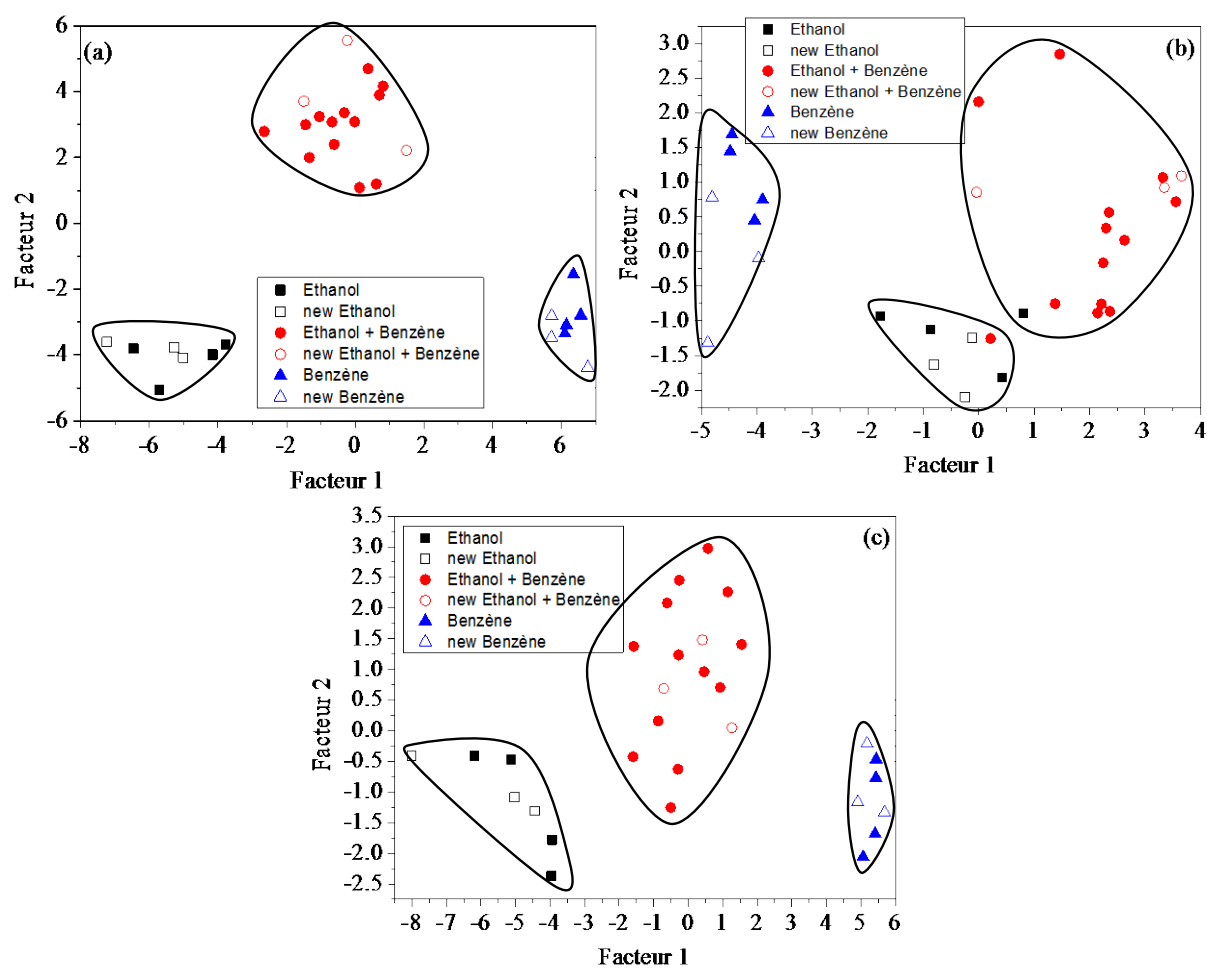 (a)
6
4
2
0
-2
-4
-6
Facteur 2
Ethanol
new Ethanol
Ethanol + Benzène
new Ethanol + Benzène
Benzène
new Benzène
-8 -6 -4 -2 0 2 4 6
Facteur 1
(b)
3.0
2.5
2.0
1.5
1.0
0.5
0.0
-0.5
-1.0
-1.5
-2.0
Facteur 2
Ethanol
new Ethanol
Ethanol + Benzène
new Ethanol + Benzène
Benzène
new Benzène
-5 -4 -3 -2 -1 0 1 2 3 4
Facteur 1
(c)
3.5
3.0
2.5
2.0
1.5
1.0
0.5
0.0
-0.5
-1.0
-1.5
-2.0
-2.5
Facteur 2
Ethanol
new Ethanol
Ethanol + Benzène
new Ethanol + Benzène
Benzène
new Benzène
-8 -7 -6 -5 -4 -3 -2 -1 0 1 2 3 4 5 6
Facteur 1